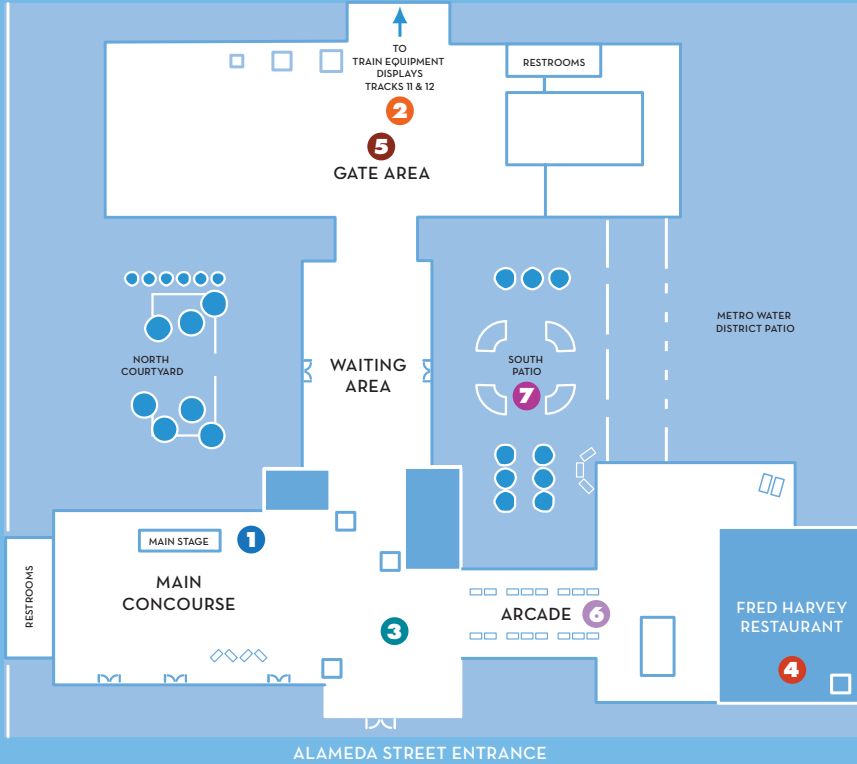 TO
TRAIN EQUIPMENT
DISPLAYS
TRACKS 11 & 12
RESTROOMS
2
5
GATE AREA
METRO WATER
DISTRICT PATIO
NORTH
COURTYARD
WAITING
AREA
SOUTH
PATIO
7
MAIN STAGE
1
RESTROOMS
MAIN
CONCOURSE
3
ARCADE 6
FRED HARVEY
RESTAURANT
4
ALAMEDA STREET ENTRANCE